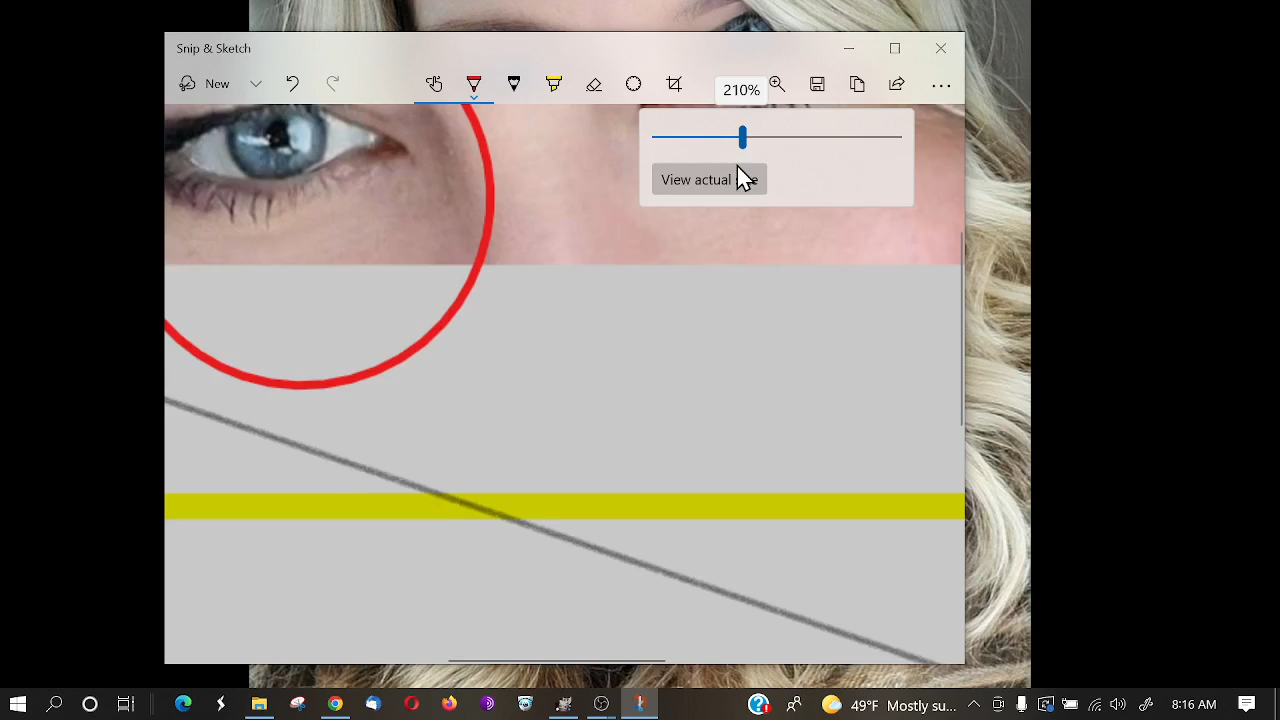 Snip & Sketch
New
210%
View actual
49°F Mostly su...
8:16 AM